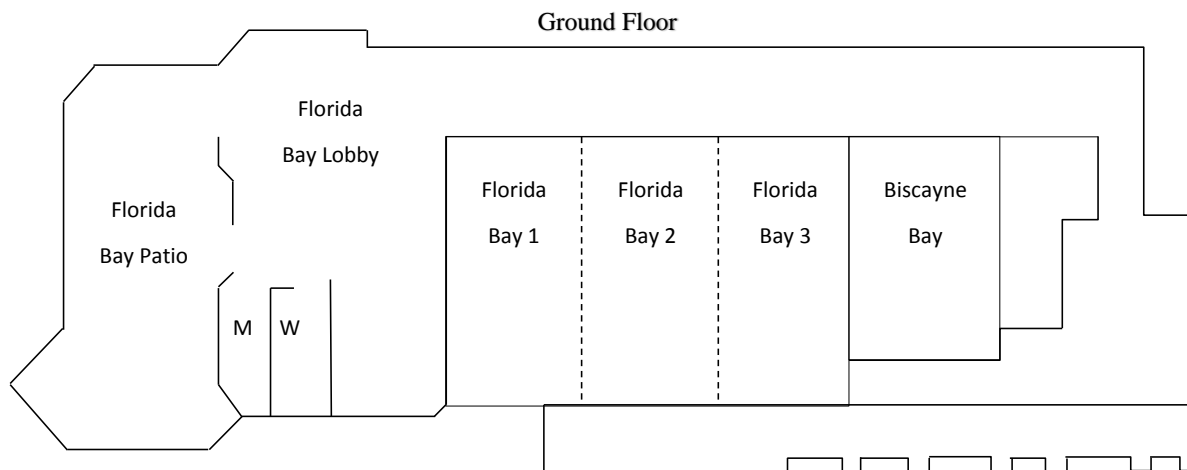 Ground Floor
Florida
Bay Lobby
Florida
Bay Patio
Florida
Bay 1
Florida
Bay 2
Florida
Bay 3
Biscayne
Bay
M
W